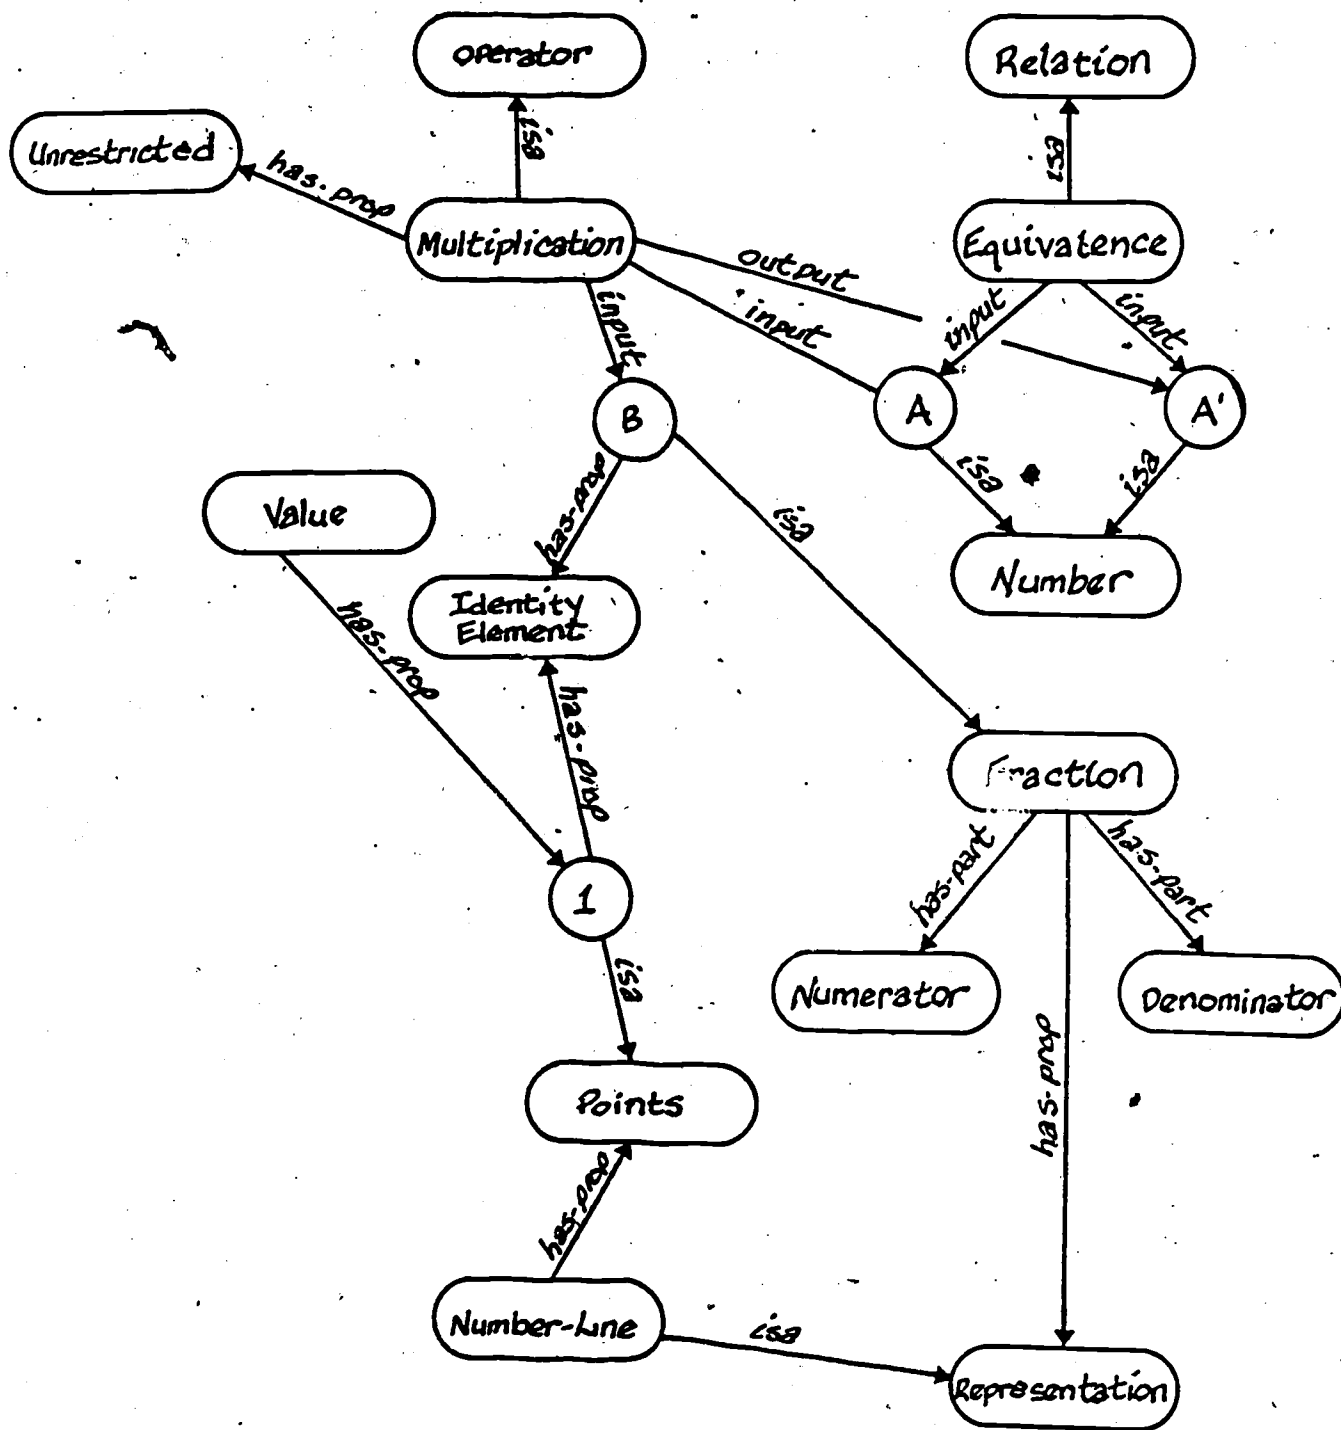 Operator
Relation
isa
isa
Unrestricted
has-prop
Multiplication
Equivatence
output
input
input
input
input
A
A'
B
isa
isa
has-prop
isa
Value
Number
has-prop
Identity
Element
has-prop
Fraction
1
has-part
has-part
isa
Numerator
Denominator
has-prop
Points
has-prop
Number-Line
isa
Representation